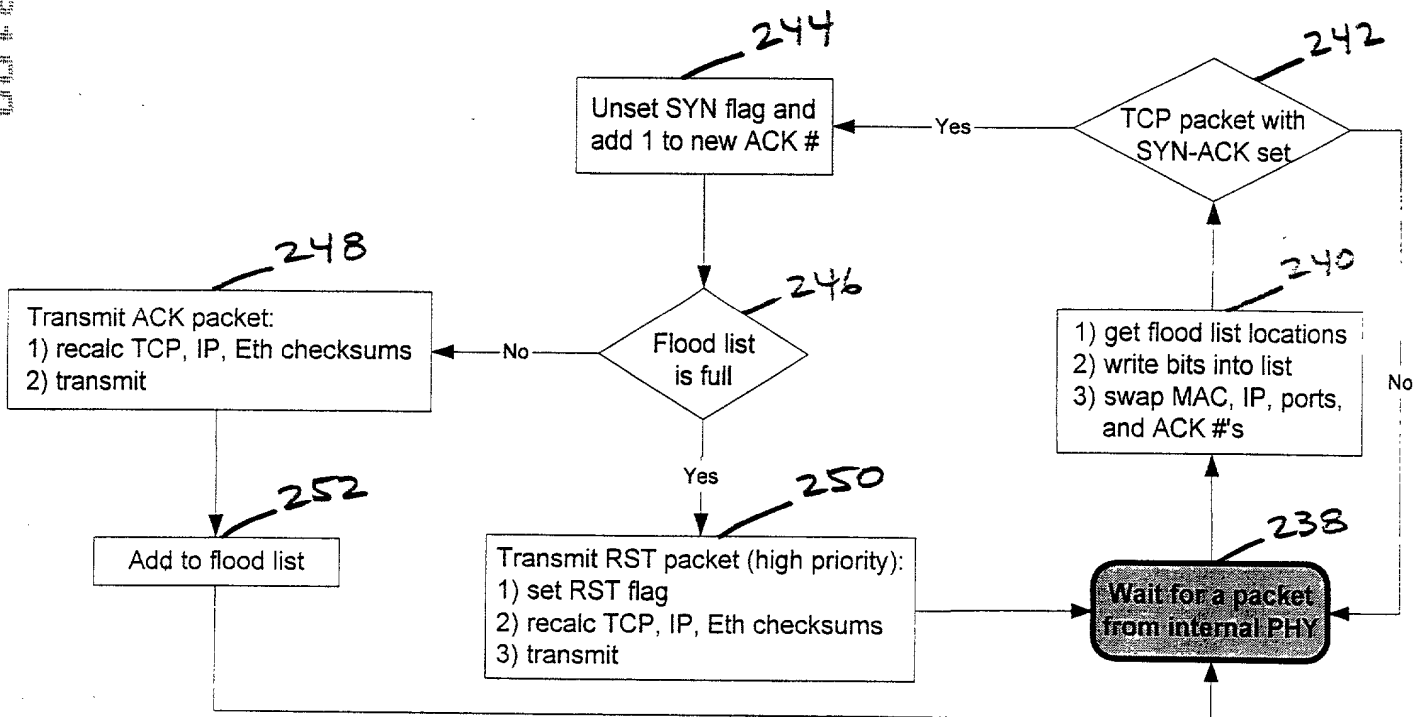 244
242
Unset SYN flag and
add 1 to new ACK #
Yes
TCP packet with
SYN-ACK set
248
246
240
Transmit ACK packet:
1) recalc TCP, IP, Eth checksums
2) transmit
No
Flood list
is full
1) get flood list locations
2) write bits into list
3) swap MAC, IP, ports,
and ACK #'s
No
Yes
252
250
238
Add to flood list
Transmit RST packet (high priority):
1) set RST flag
2) recalc TCP, IP, Eth checksums
3) transmit
Wait for a packet
from internal PHY